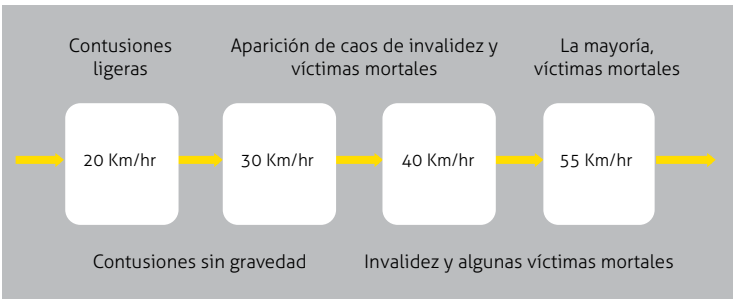 Contusiones
ligeras
Aparición de caos de invalidez y
víctimas mortales
La mayoría,
víctimas mortales
20 Km/hr
30 Km/hr
40 Km/hr
55 Km/hr
Contusiones sin gravedad
Invalidez y algunas víctimas mortales